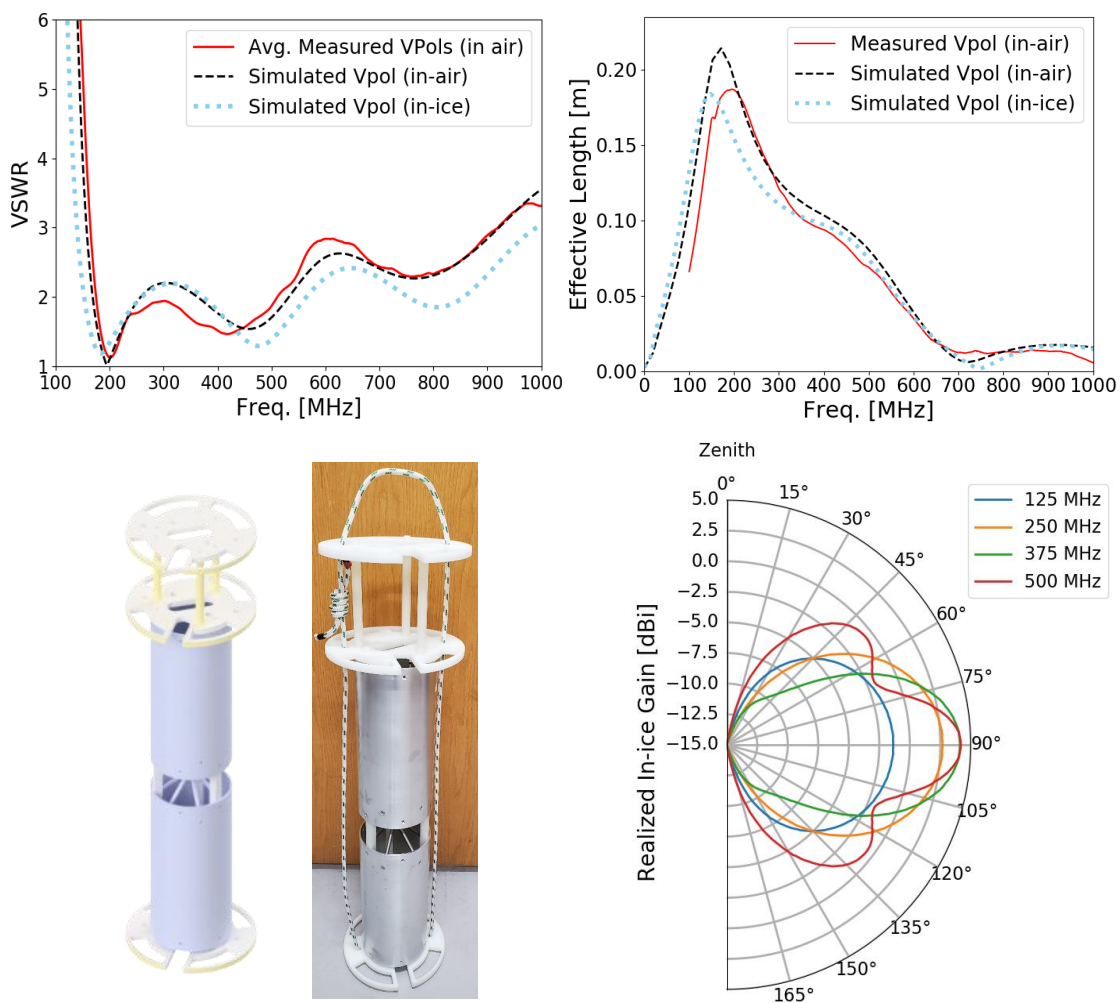 6
5
4
3
2
1
VSWR
Avg. Measured VPols (in air)
Simulated Vpol (in-air)
Simulated Vpol (in-ice)
100 200 300 400 500 600 700 800 900 1000
Freq. [MHz]
0.20
0.15
0.10
0.05
0.00
Effective Length [m]
Measured Vpol (in-air)
Simulated Vpol (in-air)
Simulated Vpol (in-ice)
0 100 200 300 400 500 600 700 800 900 1000
Freq. [MHz]
Zenith
0°
15°
30°
45°
60°
75°
90°
105°
120°
135°
150°
165°
5.0
2.5
0.0
−2.5
−5.0
−7.5
−10.0
−12.5
−15.0
Realized In-ice Gain [dBi]
125 MHz
250 MHz
375 MHz
500 MHz